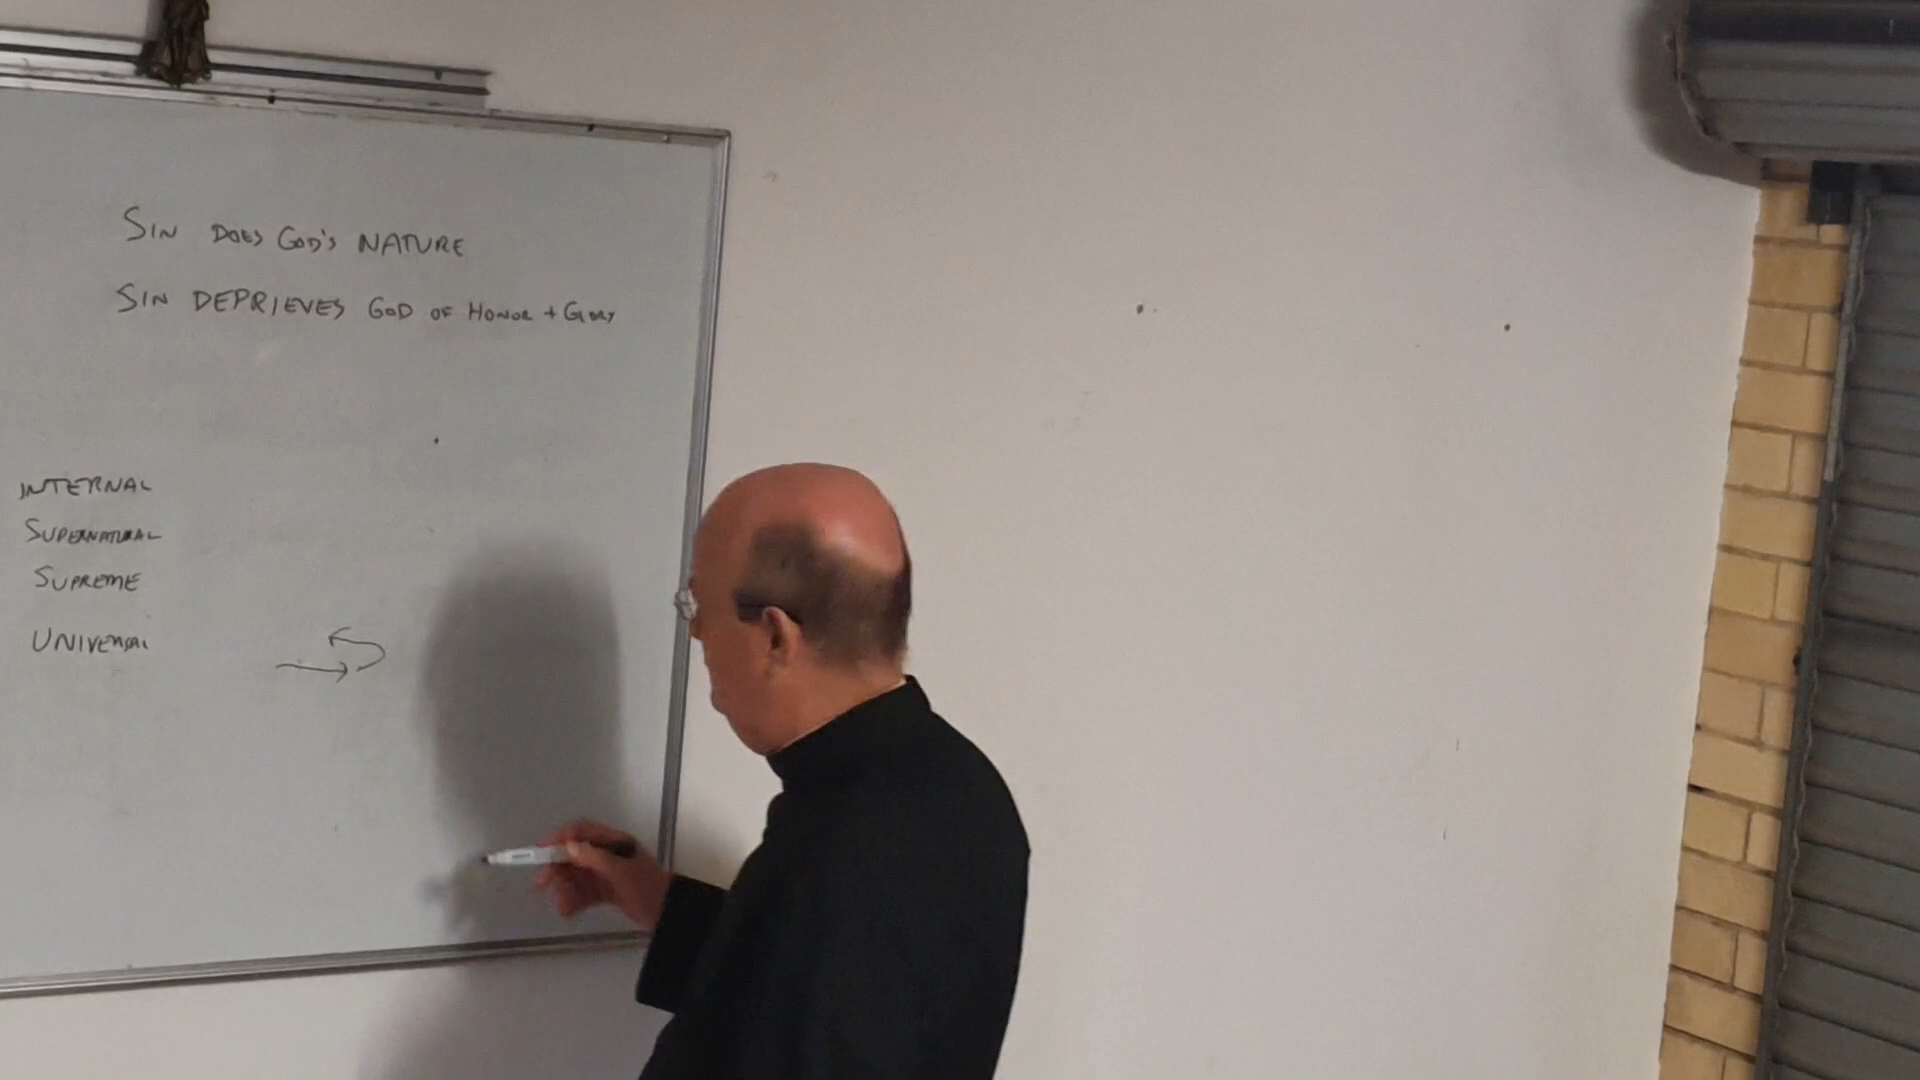 SIN DOES GOD'S NATURE
SIN DEPRIEVES GOD OF HONOR + GLORY
INTERNAL
SUPERNATURAL
SUPREME
UNIVERSAL